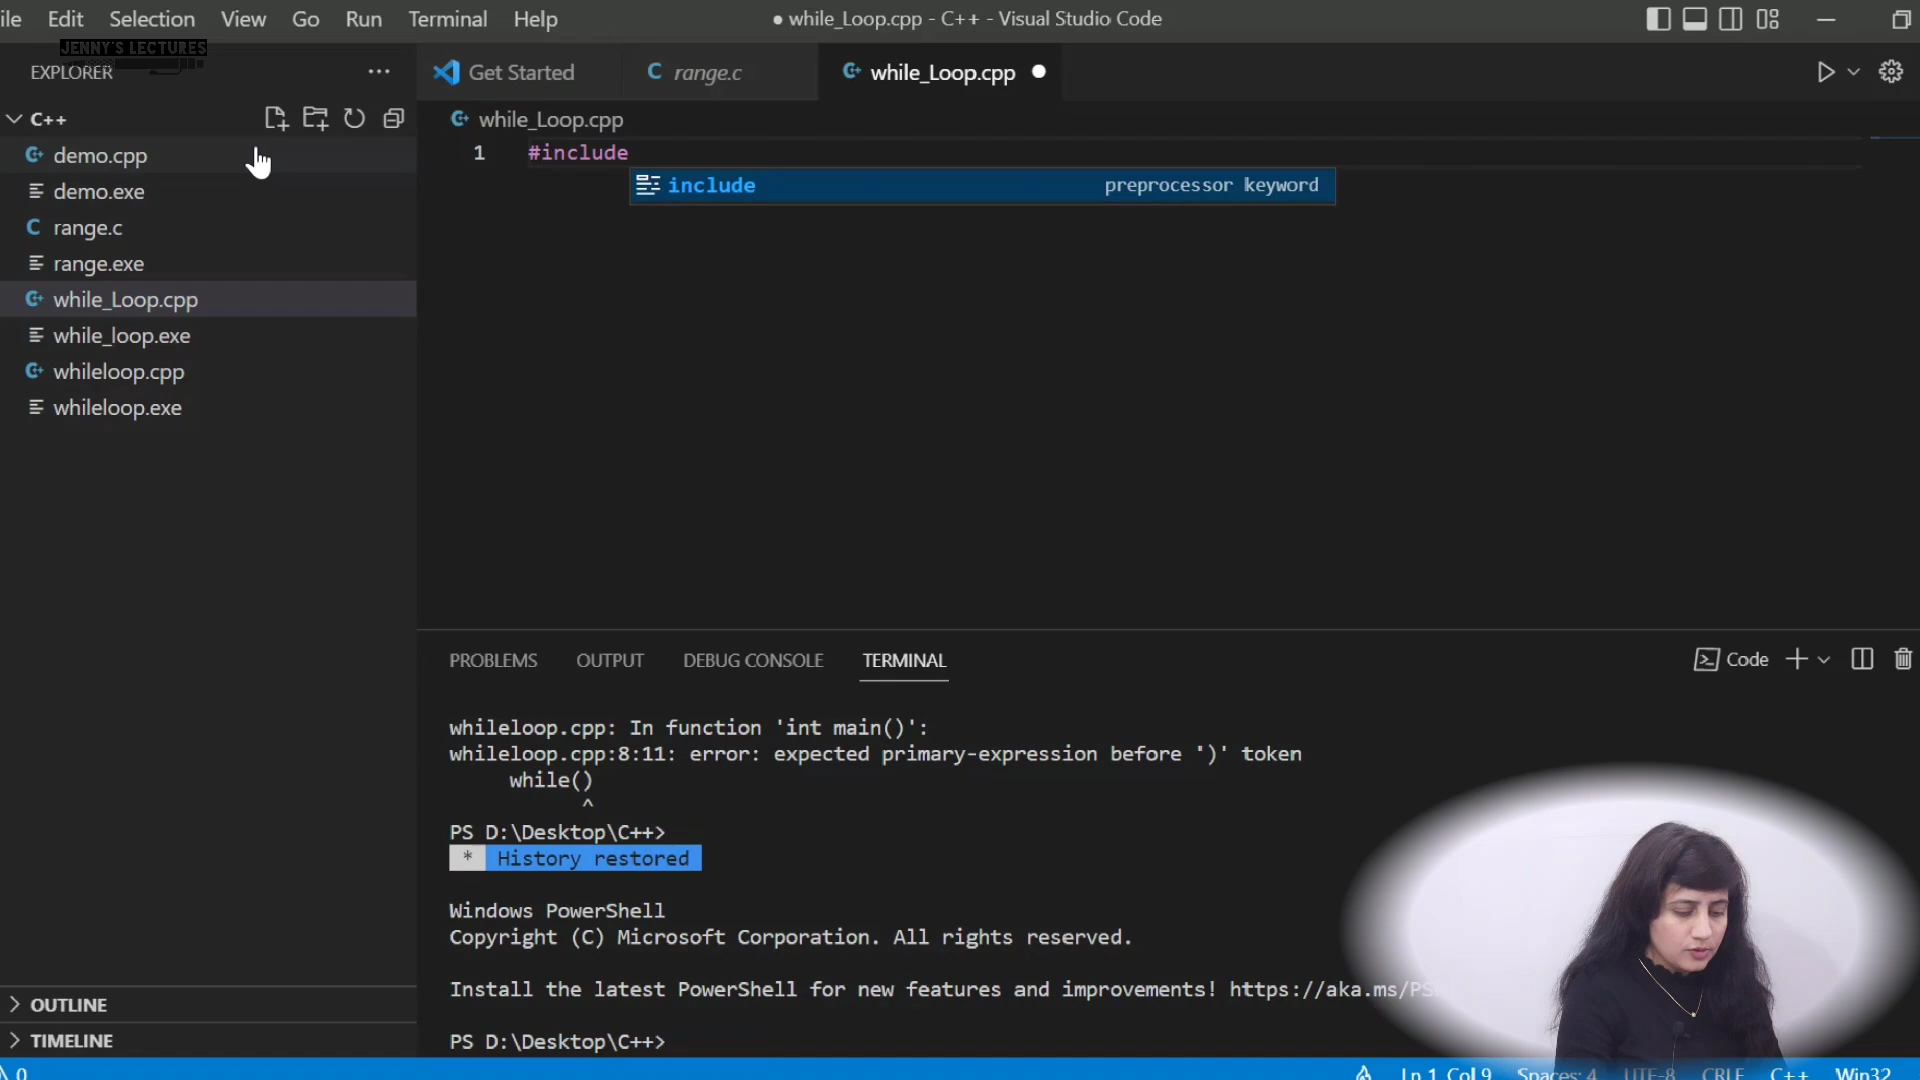 ile Edit Selection View Go Run Terminal Help
● while_Loop.cpp - C++ - Visual Studio Code
JENNY'S LECTURES
EXPLORER
Get Started
range.c
while_Loop.cpp
C++
while_Loop.cpp
demo.cpp
demo.exe
range.c
range.exe
while_Loop.cpp
while_loop.exe
whileloop.cpp
whileloop.exe
1 #include
include preprocessor keyword
PROBLEMS OUTPUT DEBUG CONSOLE TERMINAL
Code
whileloop.cpp: In function 'int main()':
whileloop.cpp:8:11: error: expected primary-expression before ')' token
while()
^
PS D:\Desktop\C++>
* History restored
Windows PowerShell
Copyright (C) Microsoft Corporation. All rights reserved.
Install the latest PowerShell for new features and improvements! https://aka.ms/PS
PS D:\Desktop\C++>
OUTLINE
TIMELINE
0
Ln 1, Col 9 Spaces: 4 UTF-8 CRLF C++ Win32